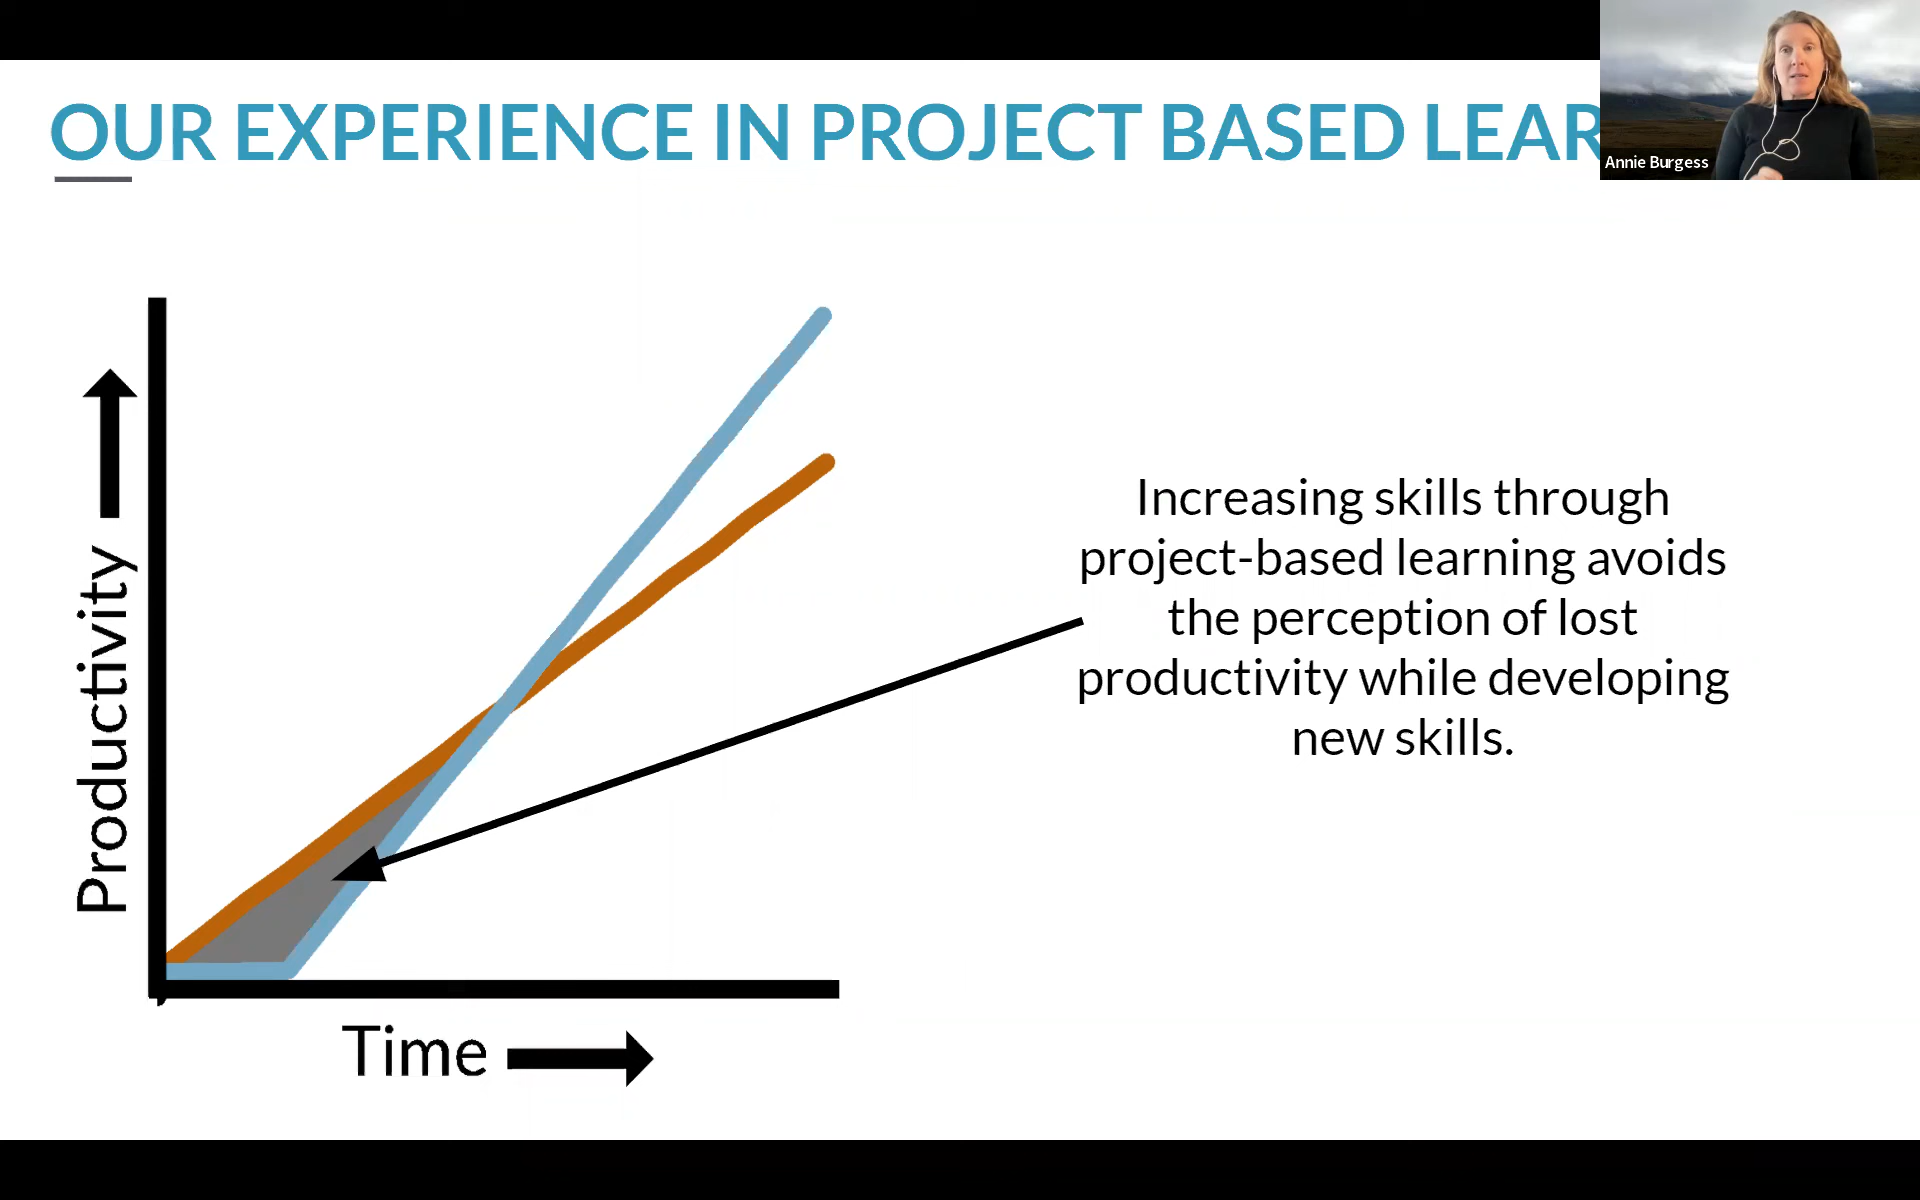 OUR EXPERIENCE IN PROJECT BASED LEAR
Annie Burgess
Productivity
Increasing skills through
project-based learning avoids
the perception of lost
productivity while developing
new skills.
Time